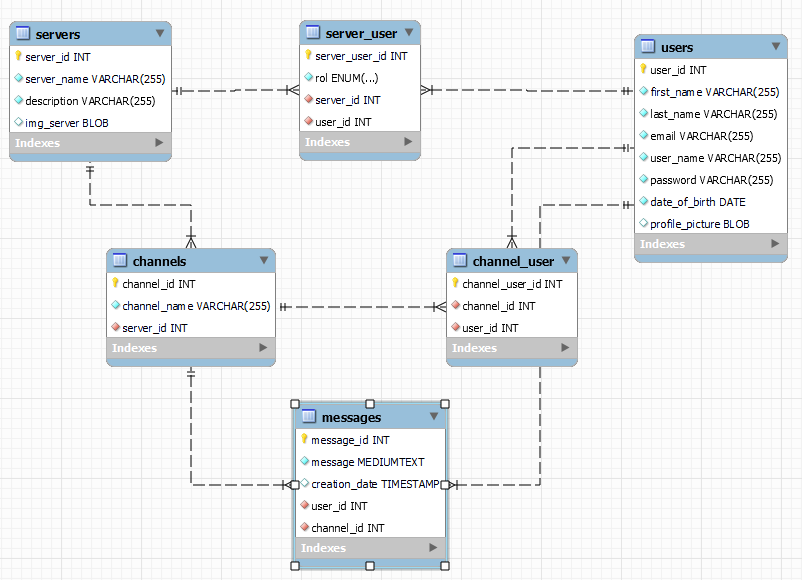 servers
server_id INT
server_name VARCHAR(255)
description VARCHAR(255)
img_server BLOB
Indexes
server_user
server_user_id INT
rol ENUM(...)
server_id INT
user_id INT
Indexes
users
user_id INT
first_name VARCHAR(255)
last_name VARCHAR(255)
email VARCHAR(255)
user_name VARCHAR(255)
password VARCHAR(255)
date_of_birth DATE
profile_picture BLOB
Indexes
channels
channel_id INT
channel_name VARCHAR(255)
server_id INT
Indexes
channel_user
channel_user_id INT
channel_id INT
user_id INT
Indexes
messages
message_id INT
message MEDIUMTEXT
creation_date TIMESTAMP
user_id INT
channel_id INT
Indexes